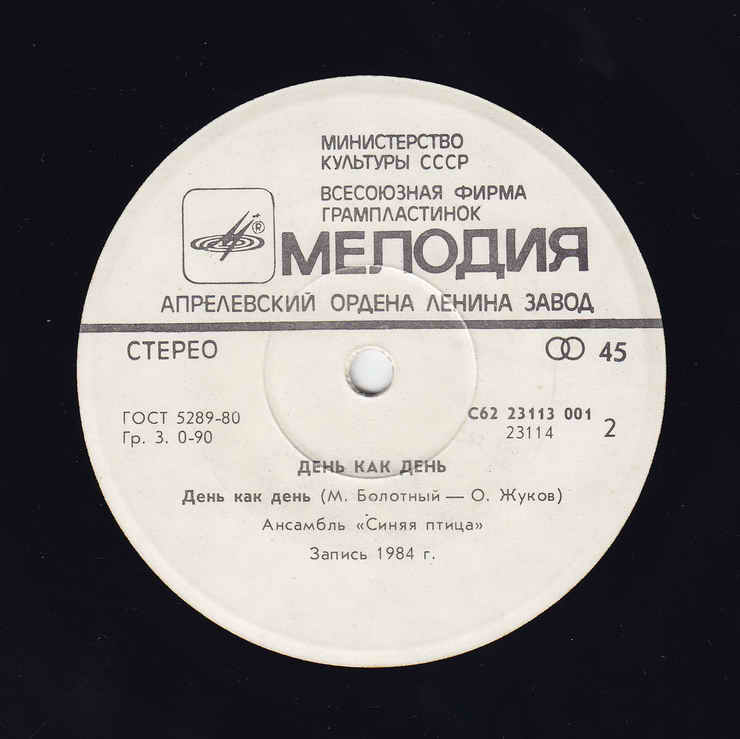 МИНИСТЕРСТВО
КУЛЬТУРЫ СССР
ВСЕСОЮЗНАЯ ФИРМА
ГРАМПЛАСТИНОК
®
МЕЛОДИЯ
АПРЕЛЕВСКИЙ ОРДЕНА ЛЕНИНА ЗАВОД
СТЕРЕО 45
ГОСТ 5289-80 С62 23113 001
Гр. 3. 0-90 23114 2
ДЕНЬ КАК ДЕНЬ
День как день (М. Болотный — О. Жуков)
Ансамбль «Синяя птица»
Запись 1984 г.